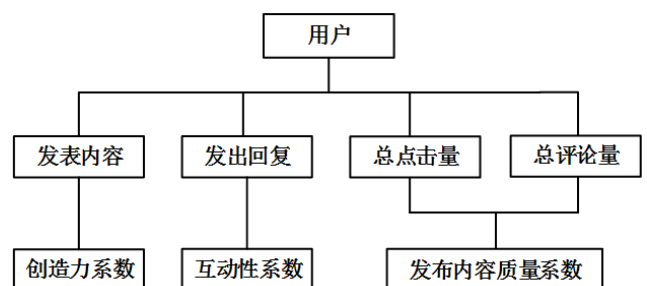 用户
发表内容
发出回复
总点击量
总评论量
创造力系数
互动性系数
发布内容质量系数